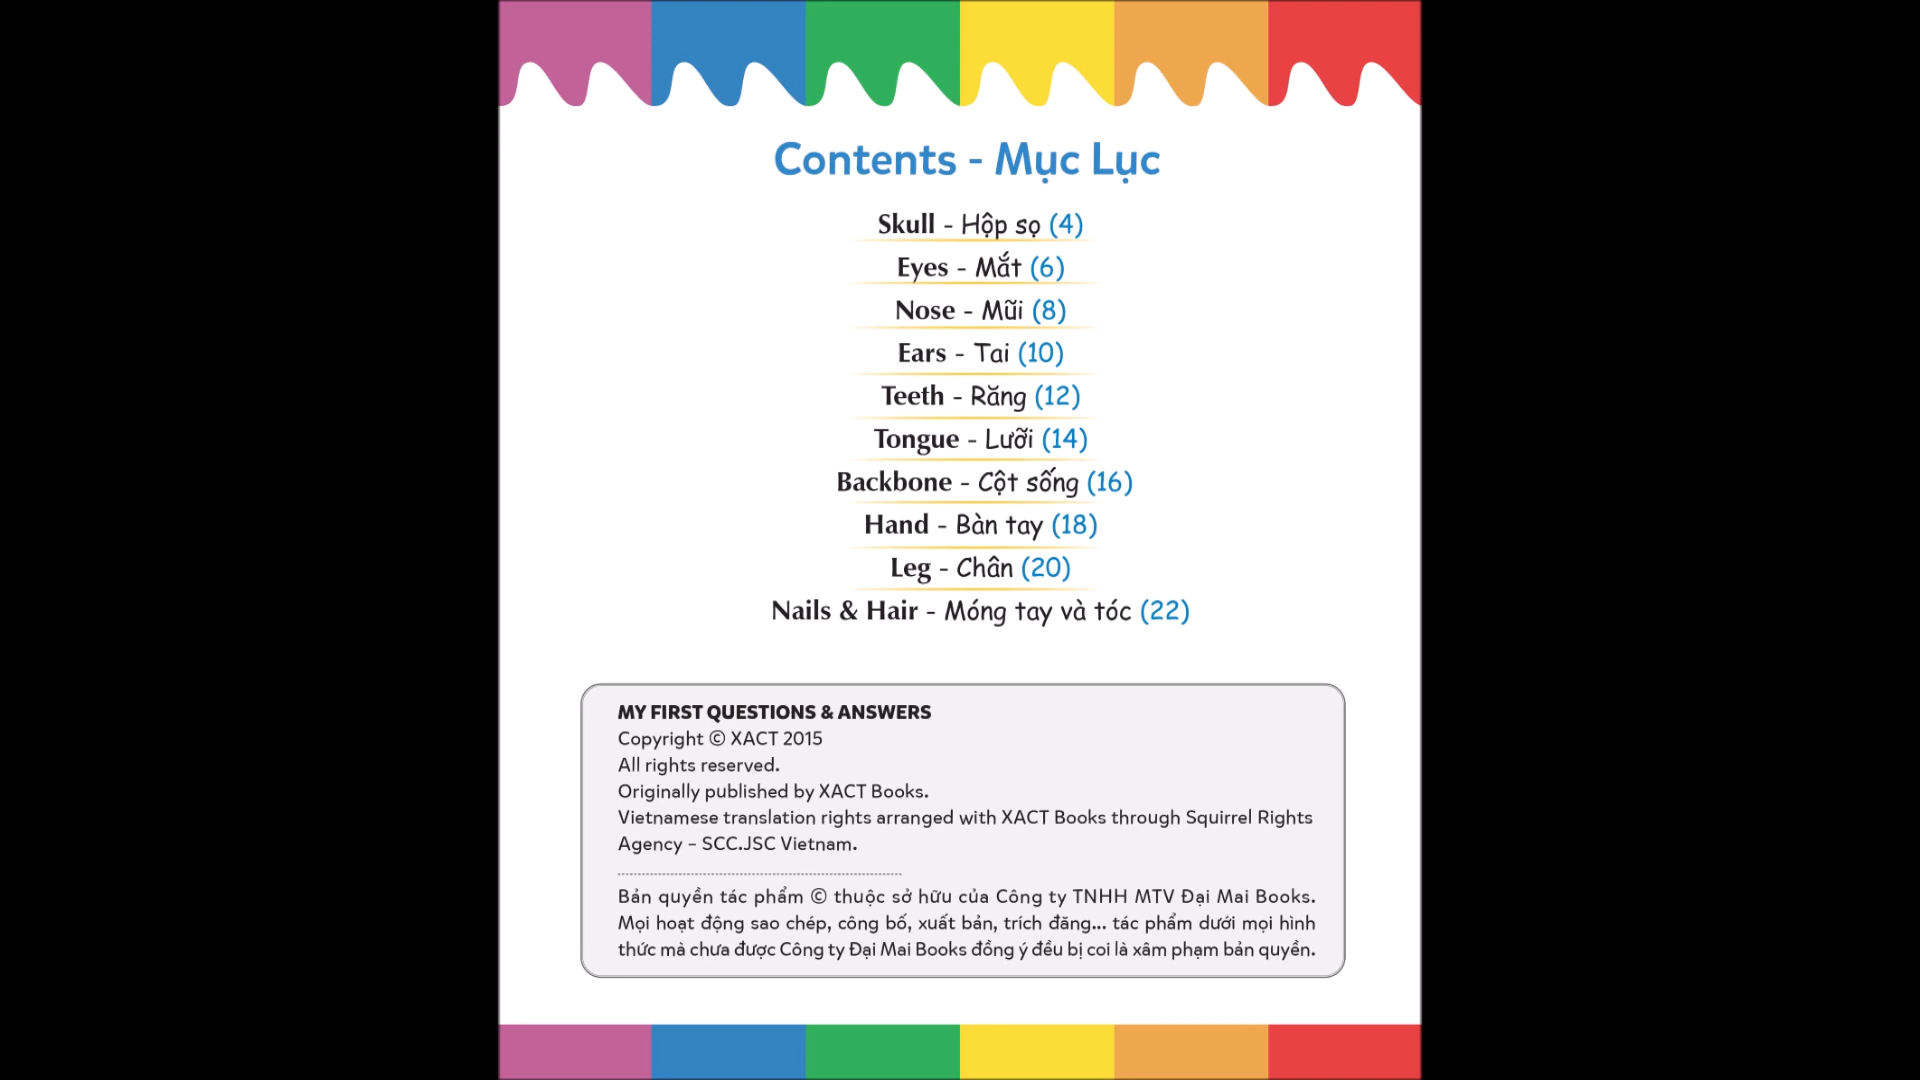 Contents - Mục Lục
Skull - Hộp sọ (4)
Eyes - Mắt (6)
Nose - Mũi (8)
Ears - Tai (10)
Teeth - Răng (12)
Tongue - Lưỡi (14)
Backbone - Cột sống (16)
Hand - Bàn tay (18)
Leg - Chân (20)
Nails & Hair - Móng tay và tóc (22)
MY FIRST QUESTIONS & ANSWERS
Copyright © XACT 2015
All rights reserved.
Originally published by XACT Books.
Vietnamese translation rights arranged with XACT Books through Squirrel Rights
Agency – SCC.JSC Vietnam.
Bản quyền tác phẩm © thuộc sở hữu của Công ty TNHH MTV Đại Mai Books.
Mọi hoạt động sao chép, công bố, xuất bản, trích đăng... tác phẩm dưới mọi hình
thức mà chưa được Công ty Đại Mai Books đồng ý đều bị coi là xâm phạm bản quyền.